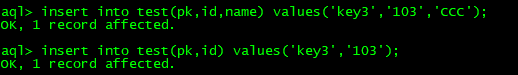 aql> insert into test(pk,id,name) values('key3','103','CCC');
OK, 1 record affected.
aql> insert into test(pk,id) values('key3','103');
OK, 1 record affected.